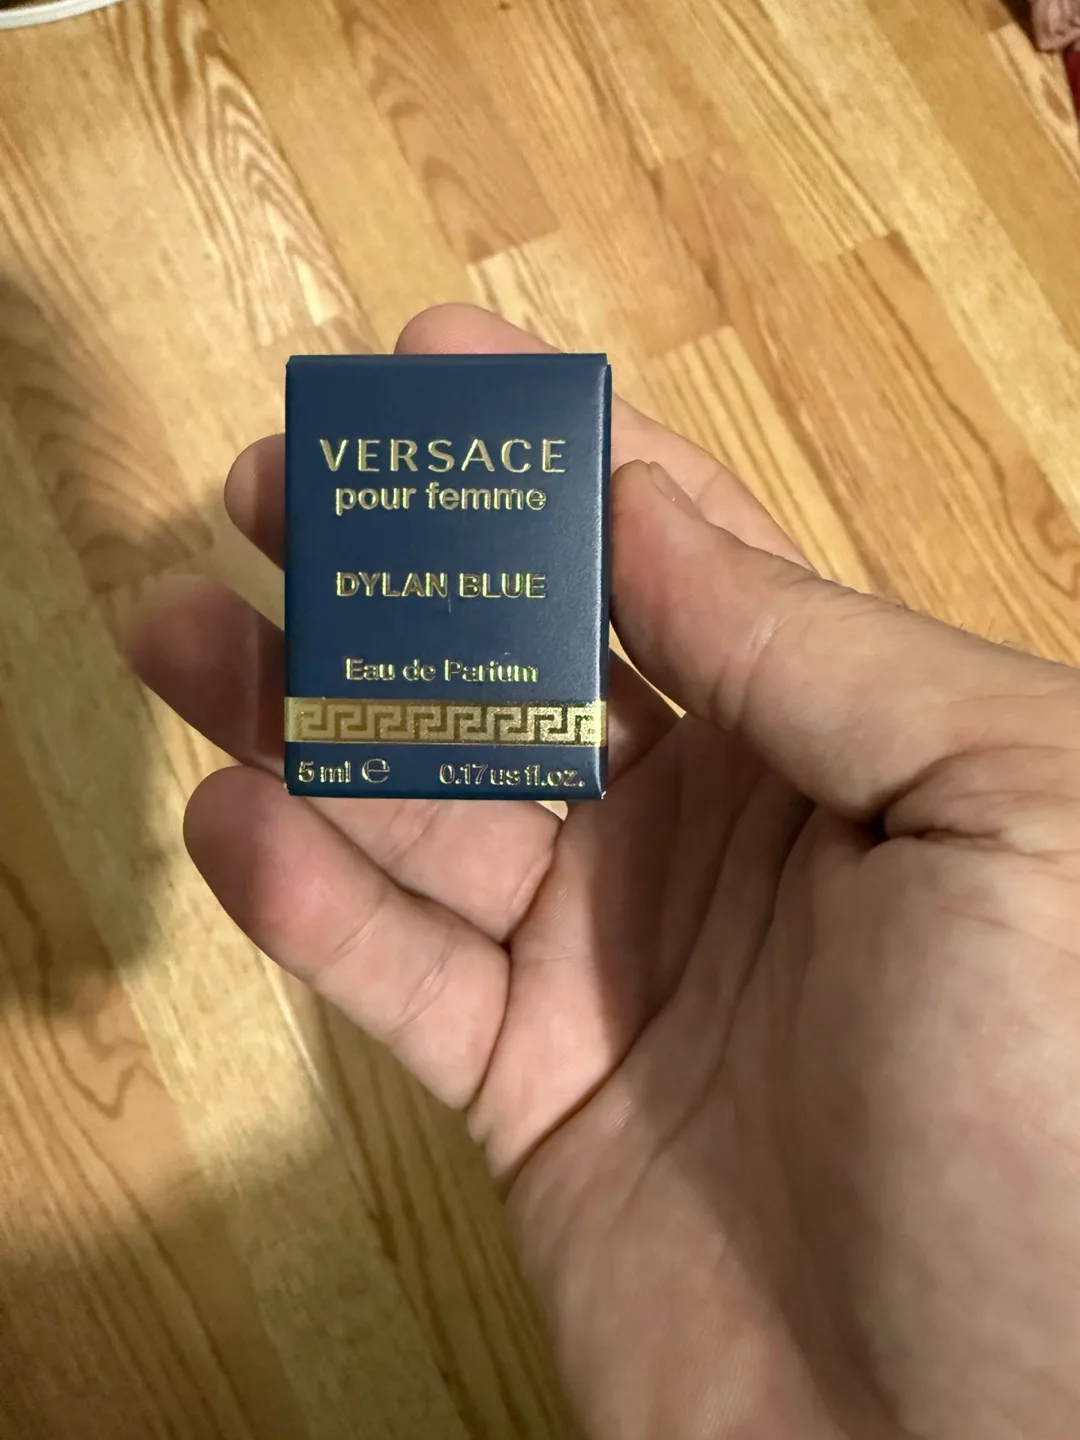 VERSACE
pour femme
DYLAN BLUE
Eau de Parfum
5 ml ℮ 0.17 us fl.oz.